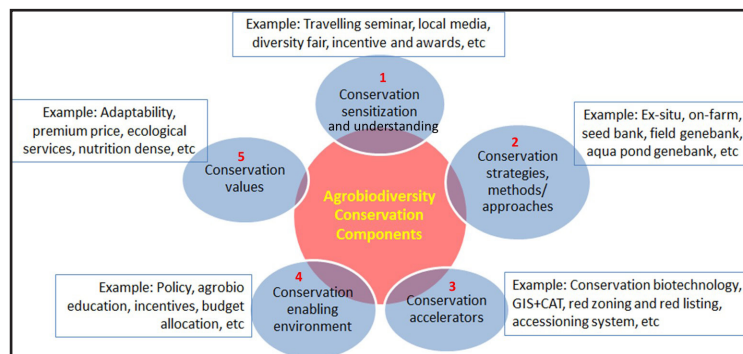 Example: Travelling seminar, local media,
diversity fair, incentive and awards, etc
1
Conservation
sensitization
and understanding
Example: Adaptability,
premium price, ecological
services, nutrition dense, etc
5
Conservation
values
Example: Ex-situ, on-farm,
seed bank, field genebank,
aqua pond genebank, etc
2
Conservation
strategies,
methods/
approaches
Agrobiodiversity
Conservation
Components
Example: Policy, agrobio
education, incentives, budget
allocation, etc
4
Conservation
enabling
environment
3
Conservation
accelerators
Example: Conservation biotechnology,
GIS+CAT, red zoning and red listing,
accessioning system, etc